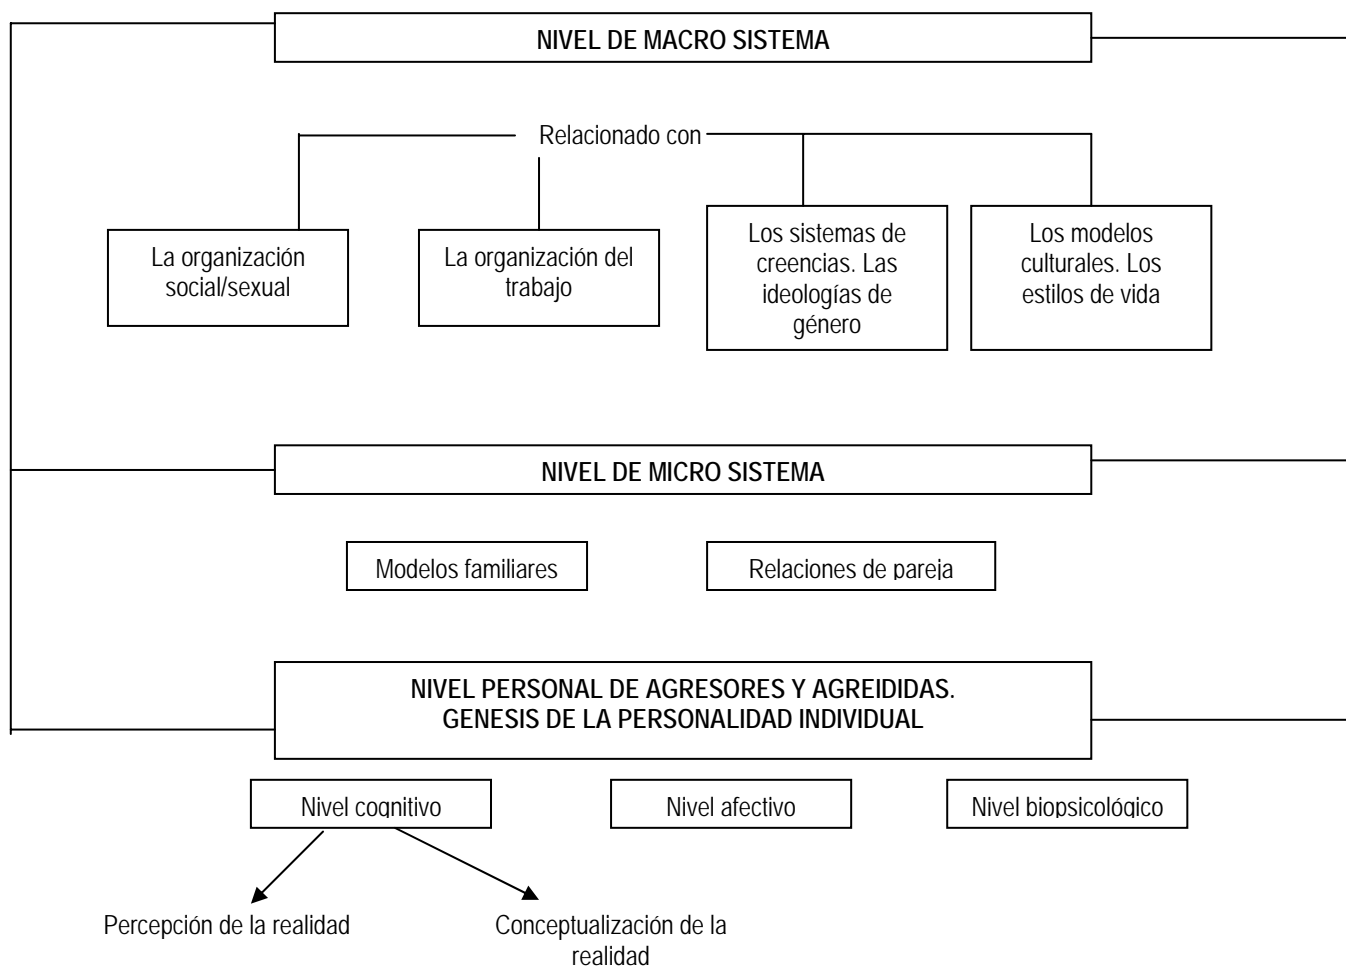 NIVEL DE MACRO SISTEMA
Relacionado con
La organización
social/sexual
La organización del
trabajo
Los sistemas de
creencias. Las
ideologías de
género
Los modelos
culturales. Los
estilos de vida
NIVEL DE MICRO SISTEMA
Modelos familiares
Relaciones de pareja
NIVEL PERSONAL DE AGRESORES Y AGREIDIDAS.
GENESIS DE LA PERSONALIDAD INDIVIDUAL
Nivel cognitivo
Nivel afectivo
Nivel biopsicológico
Percepción de la realidad
Conceptualización de la
realidad